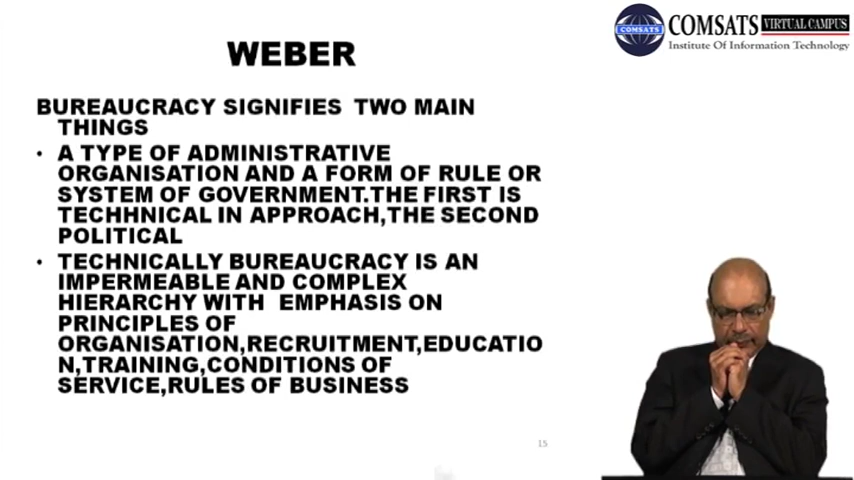 COMSATS
COMSATS VIRTUAL CAMPUS
Institute Of Information Technology
WEBER
BUREAUCRACY SIGNIFIES TWO MAIN
THINGS
• A TYPE OF ADMINISTRATIVE
ORGANISATION AND A FORM OF RULE OR
SYSTEM OF GOVERNMENT.THE FIRST IS
TECHHNICAL IN APPROACH,THE SECOND
POLITICAL
• TECHNICALLY BUREAUCRACY IS AN
IMPERMEABLE AND COMPLEX
HIERARCHY WITH EMPHASIS ON
PRINCIPLES OF
ORGANISATION,RECRUITMENT,EDUCATIO
N,TRAINING,CONDITIONS OF
SERVICE,RULES OF BUSINESS
15